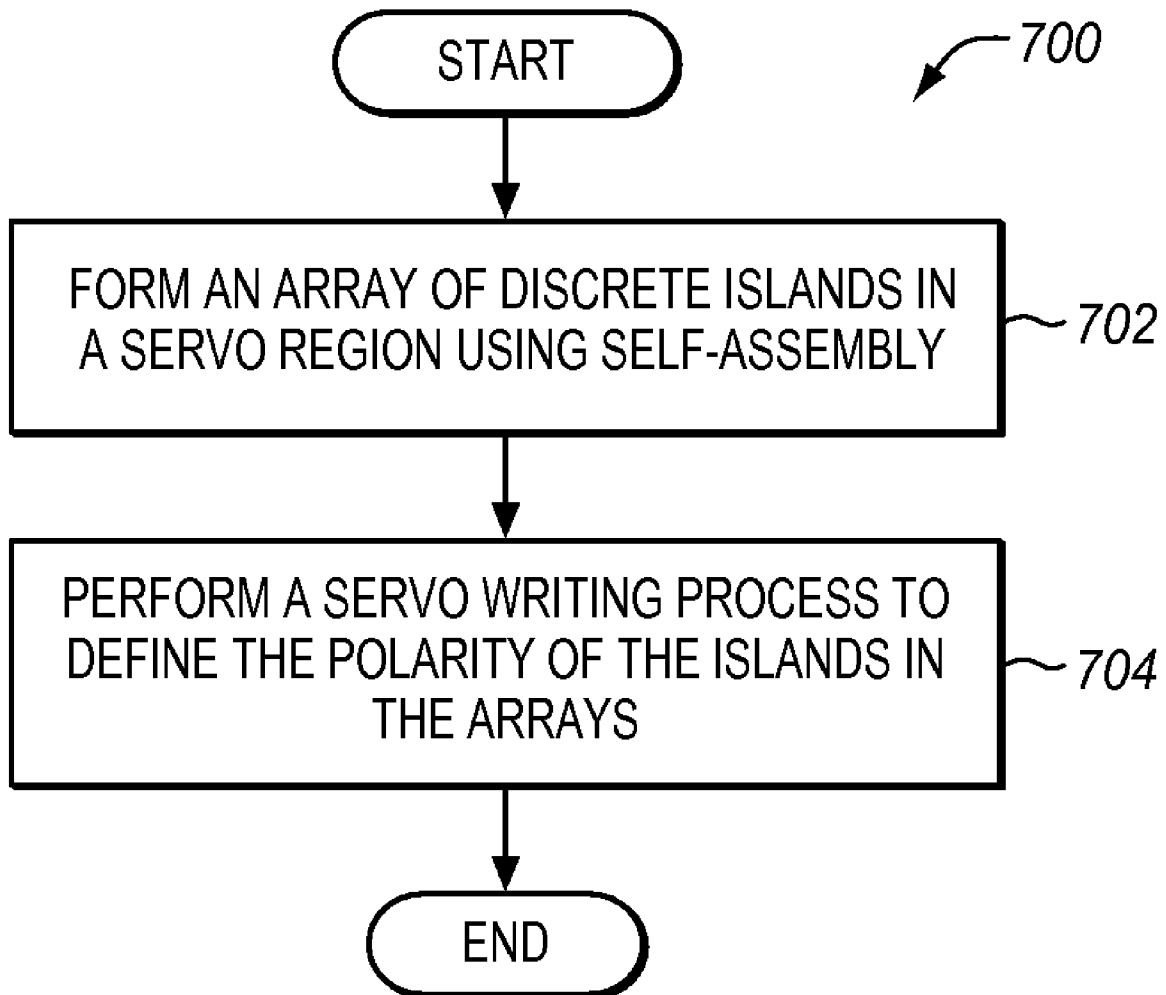 START
700
FORM AN ARRAY OF DISCRETE ISLANDS IN
A SERVO REGION USING SELF-ASSEMBLY
702
PERFORM A SERVO WRITING PROCESS TO
DEFINE THE POLARITY OF THE ISLANDS IN
THE ARRAYS
704
END